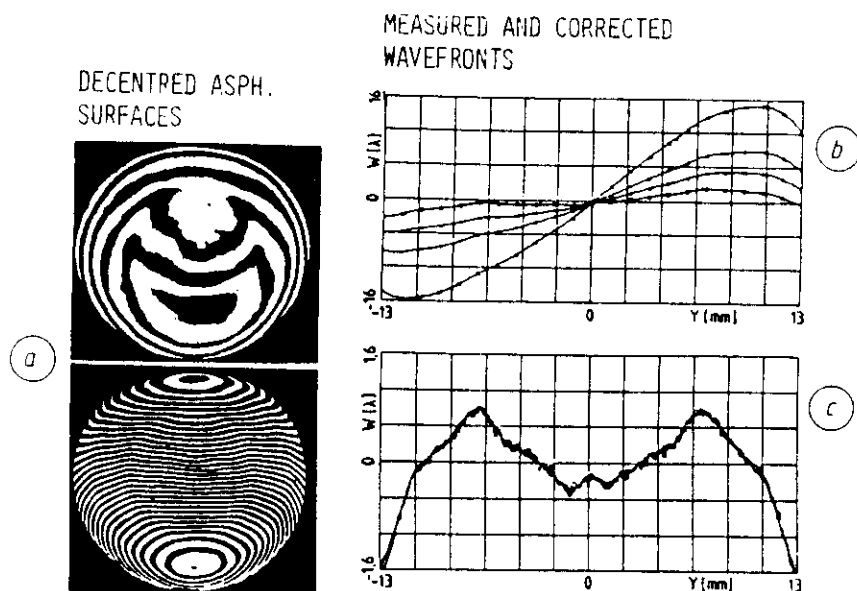 MEASURED AND CORRECTED
WAVEFRONTS
DECENTRED ASPH.
SURFACES
a
16
W[λ]
0
-16
-13
0
Y[mm]
13
b
1,6
W[λ]
0
-1,6
-13
0
Y[mm]
13
c